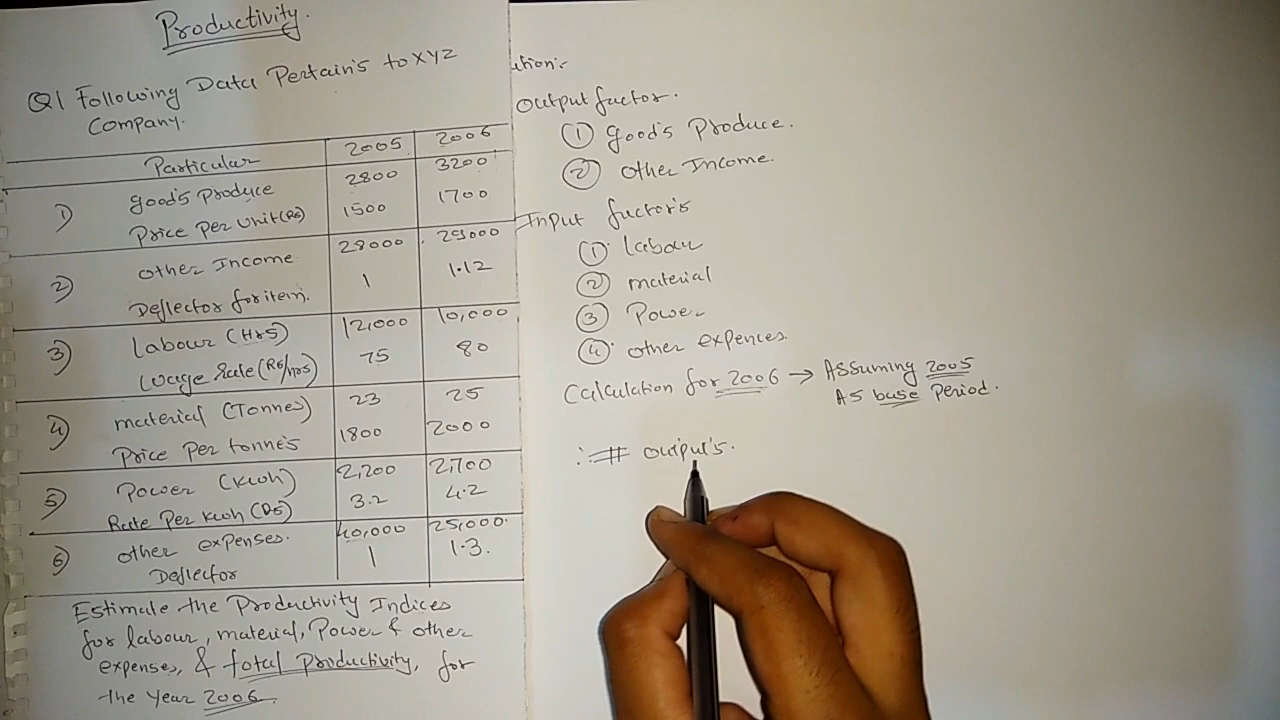 Productivity.
Q1 Following Data Pertain's to XYZ
Company.
Particular 2005 2006
1) good's produce 2800 3200
Price Per Unit (Rs) 1500 1700
2) other Income 28000 29000
Deflector for item. 1 1.12
3) labour (Hrs) 12,000 10,000
Wage Rate (Rs/hrs) 75 80
4) material (Tonnes) 23 25
Price Per tonne's 1800 2000
5) Power (Kwh) 2,200 2,700
Rate Per Kwh (Rs) 3.2 4.2
6) other expenses. 40,000 25,000.
Deflector 1 1.3.
Estimate the Productivity Indices
for labour, material, Power & other
expenses, & total productivity, for
the year 2006
ution:-
Output factor.
① good's Produce.
② other Income.
Input factor's
① labour
② material
③ Power
④ other expences.
Calculation for 2006 → Assuming 2005
AS base Period.
∴ # output's.